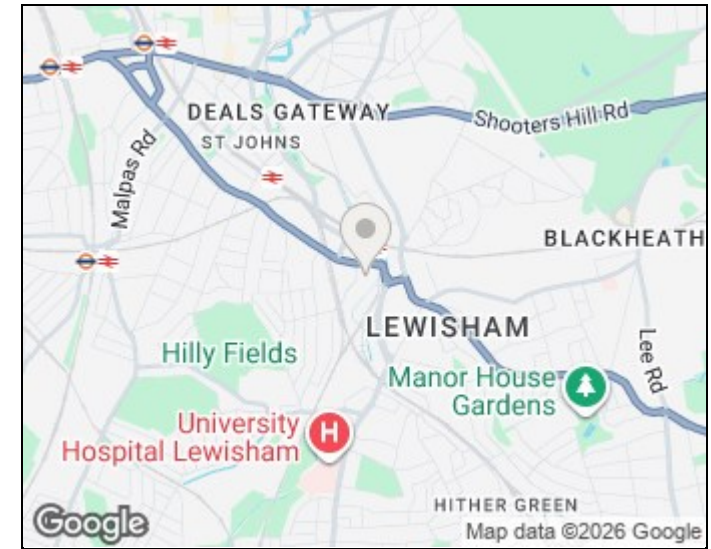 DEALS GATEWAY
Shooters Hill Rd
ST JOHNS
Malpas Rd
BLACKHEATH
LEWISHAM
Hilly Fields
Lee Rd
Manor House
Gardens
University
Hospital Lewisham
H
HITHER GREEN
Google
Map data ©2026 Google